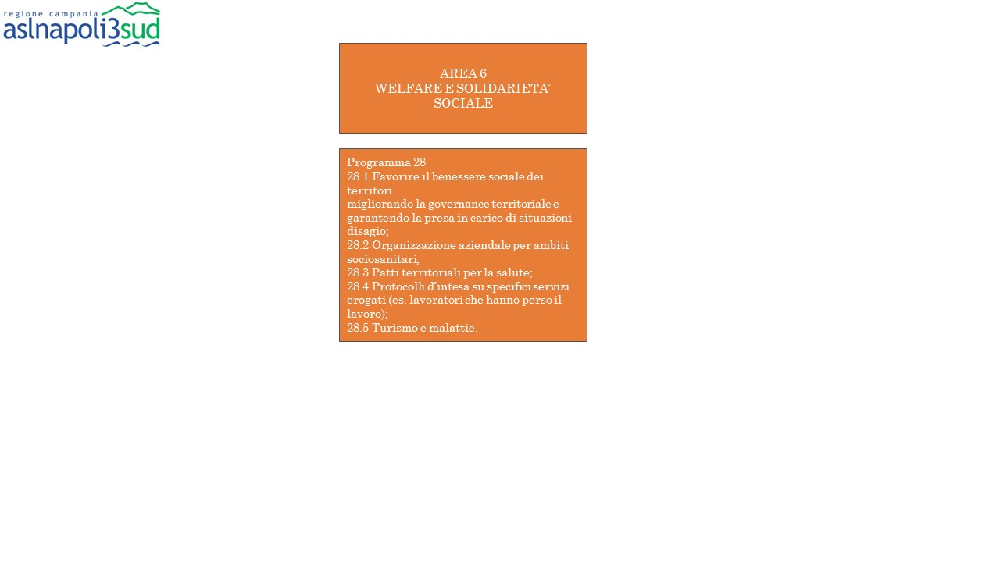 regione campania
aslnapoli3sud
AREA 6
WELFARE E SOLIDARIETA’
SOCIALE
Programma 28
28.1 Favorire il benessere sociale dei
territori
migliorando la governance territoriale e
garantendo la presa in carico di situazioni
disagio;
28.2 Organizzazione aziendale per ambiti
sociosanitari;
28.3 Patti territoriali per la salute;
28.4 Protocolli d’intesa su specifici servizi
erogati (es. lavoratori che hanno perso il
lavoro);
28.5 Turismo e malattie.